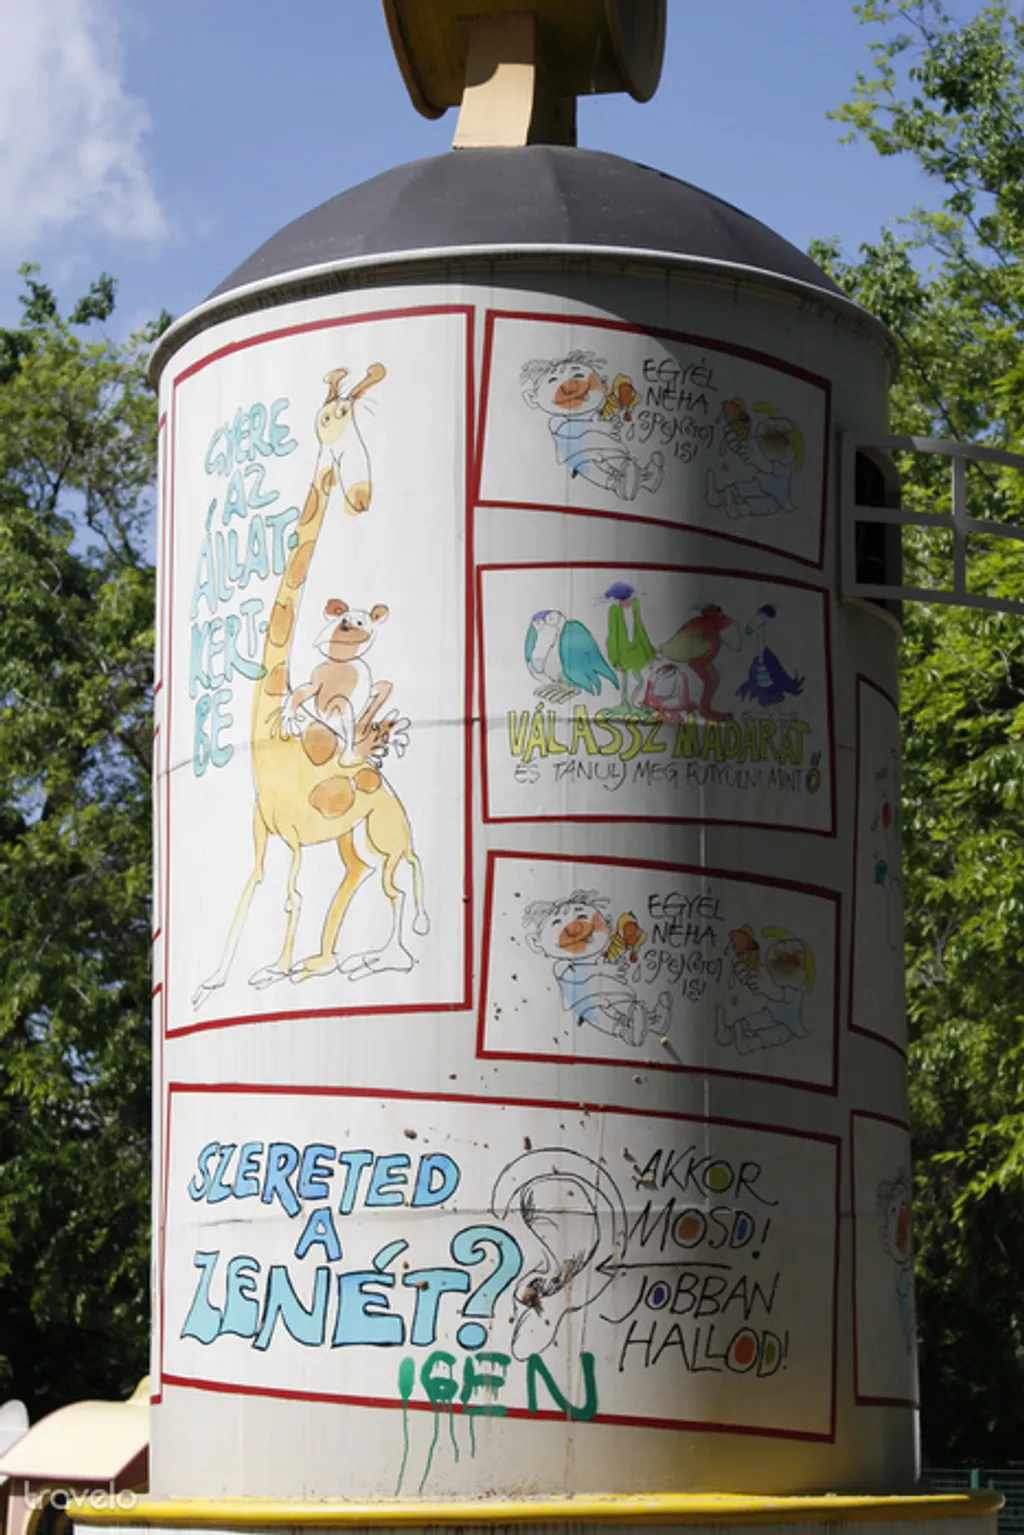 GYERE
AZ
ÁLLAT-
KERT-
BE
EGYÉL
NÉHA
SPENÓTOT
IS!
VÁLASSZ MADARAT
ÉS TANULJ MEG FÜTYÜLNI MINT Ő
EGYÉL
NÉHA
SPENÓTOT
IS!
SZERETED
A
ZENÉT?
AKKOR
MOSD!
JOBBAN
HALLOD!
IGEN
travelo